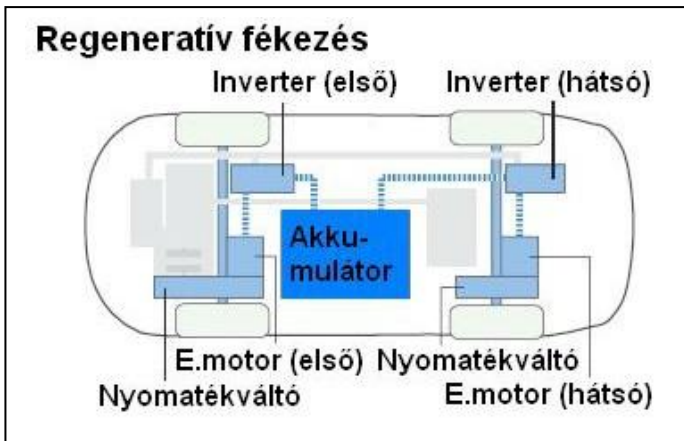 Regeneratív fékezés
Inverter (első)
Inverter (hátsó)
Akku-
mulátor
E.motor (első)
Nyomatékváltó
Nyomatékváltó
E.motor (hátsó)